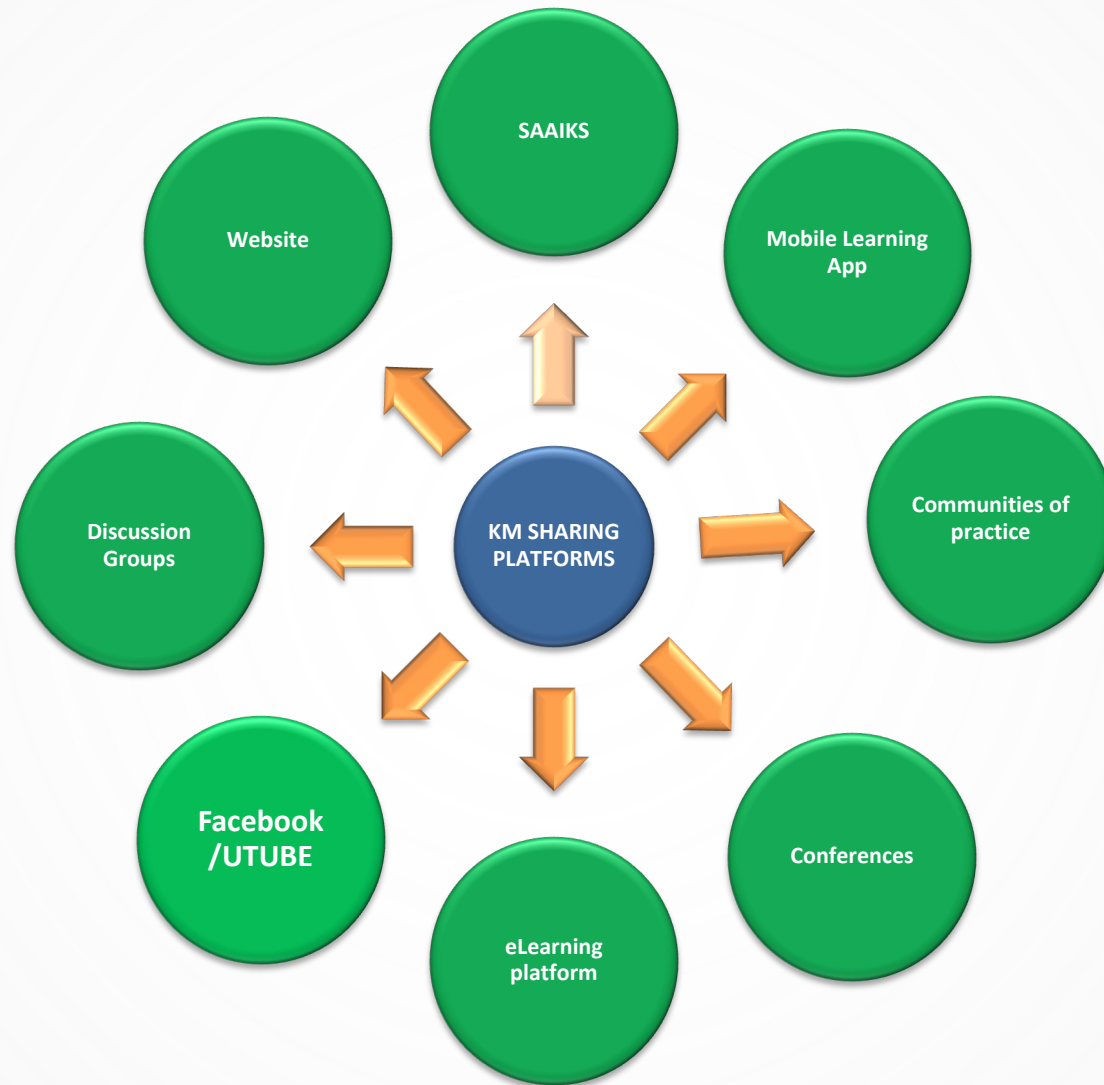 SAAIKS
Website
Mobile Learning
App
Communities of
practice
Discussion
Groups
KM SHARING
PLATFORMS
Facebook
/UTUBE
Conferences
eLearning
platform